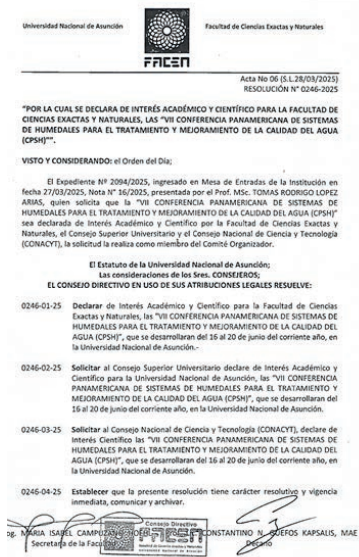 Universidad Nacional de Asunción
Facultad de Ciencias Exactas y Naturales
FACEN
Acta No 06 (S.L.28/03/2025)
RESOLUCIÓN N° 0246-2025
"POR LA CUAL SE DECLARA DE INTERÉS ACADÉMICO Y CIENTÍFICO PARA LA FACULTAD DE
CIENCIAS EXACTAS Y NATURALES, LAS "VII CONFERENCIA PANAMERICANA DE SISTEMAS
DE HUMEDALES PARA EL TRATAMIENTO Y MEJORAMIENTO DE LA CALIDAD DEL AGUA
(CPSH)"".
VISTO Y CONSIDERANDO: el Orden del Día;
El Expediente Nº 2094/2025, ingresado en Mesa de Entradas de la Institución en
fecha 27/03/2025, Nota N° 16/2025, presentada por el Prof. MSc. TOMAS RODRIGO LOPEZ
ARIAS, quien solicita que la "VII CONFERENCIA PANAMERICANA DE SISTEMAS DE
HUMEDALES PARA EL TRATAMIENTO Y MEJORAMIENTO DE LA CALIDAD DEL AGUA (CPSH)"
sea declarada de Interés Académico y Científico por la Facultad de Ciencias Exactas y
Naturales, el Consejo Superior Universitario y el Consejo Nacional de Ciencia y Tecnología
(CONACYT), la solicitud la realiza como miembro del Comité Organizador.
El Estatuto de la Universidad Nacional de Asunción;
Las consideraciones de los Sres. CONSEJEROS;
EL CONSEJO DIRECTIVO EN USO DE SUS ATRIBUCIONES LEGALES RESUELVE:
0246-01-25 Declarar de Interés Académico y Científico para la Facultad de Ciencias
Exactas y Naturales, las "VII CONFERENCIA PANAMERICANA DE SISTEMAS DE
HUMEDALES PARA EL TRATAMIENTO Y MEJORAMIENTO DE LA CALIDAD DEL
AGUA (CPSH)", que se desarrollaran del 16 al 20 de junio del corriente año, en
la Universidad Nacional de Asunción.-
0246-02-25 Solicitar al Consejo Superior Universitario declare de Interés Académico y
Científico para la Universidad Nacional de Asunción, las "VII CONFERENCIA
PANAMERICANA DE SISTEMAS DE HUMEDALES PARA EL TRATAMIENTO Y
MEJORAMIENTO DE LA CALIDAD DEL AGUA (CPSH)", que se desarrollaran del
16 al 20 de junio del corriente año, en la Universidad Nacional de Asunción.
0246-03-25 Solicitar al Consejo Nacional de Ciencia y Tecnología (CONACYT), declare de
Interés Científico las "VII CONFERENCIA PANAMERICANA DE SISTEMAS DE
HUMEDALES PARA EL TRATAMIENTO Y MEJORAMIENTO DE LA CALIDAD DEL
AGUA (CPSH)", que se desarrollaran del 16 al 20 de junio del corriente año, en
la Universidad Nacional de Asunción.
0246-04-25 Establecer que la presente resolución tiene carácter resolutivo y vigencia
inmediata, comunicar y archivar.
Consejo Directivo
FACEN
MARIA ISABEL CONSTANTINO N. GUEFOS KAPSALIS, MAE
Secretaria de la Decano